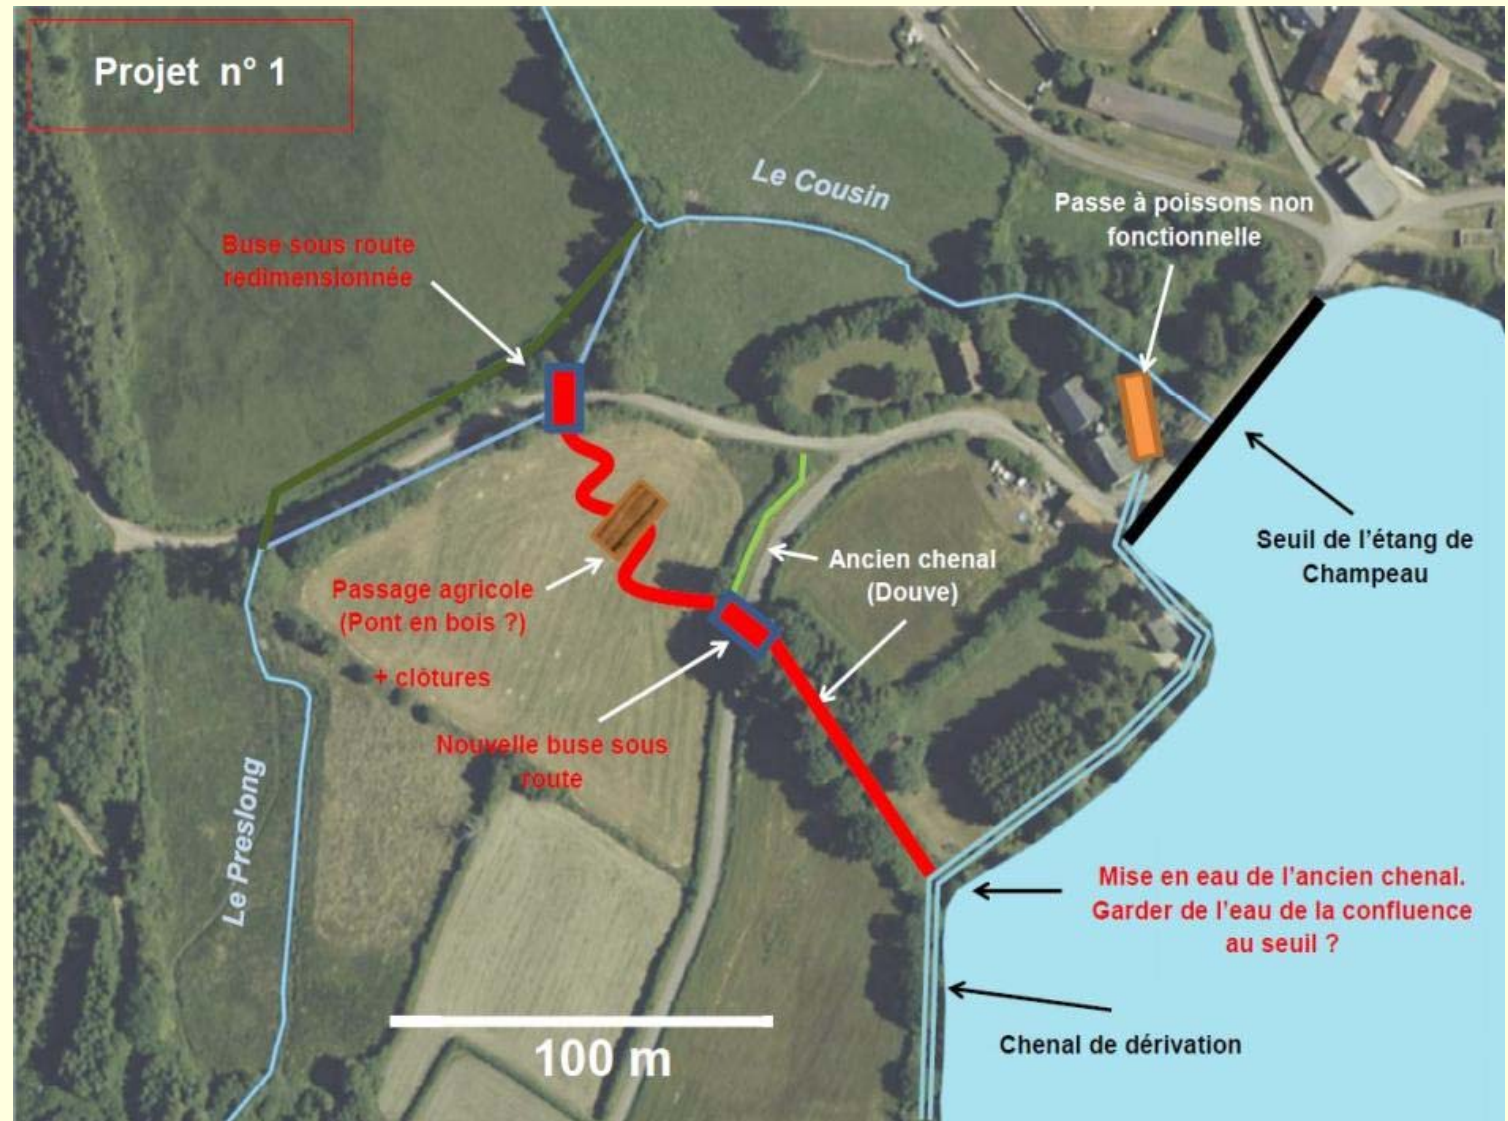 Projet n° 1
Le Cousin
Passe à poissons non
fonctionnelle
Buse sous route
redimensionnée
Seuil de l'étang de
Champeau
Ancien chenal
(Douve)
Passage agricole
(Pont en bois ?)
+ clôtures
Nouvelle buse sous
route
Le Preslong
Mise en eau de l'ancien chenal.
Garder de l'eau de la confluence
au seuil ?
Chenal de dérivation
100 m